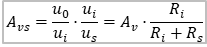 A_{vs} = \frac{u_0}{u_i} \cdot \frac{u_i}{u_s} = A_v \cdot \frac{R_i}{R_i + R_s}